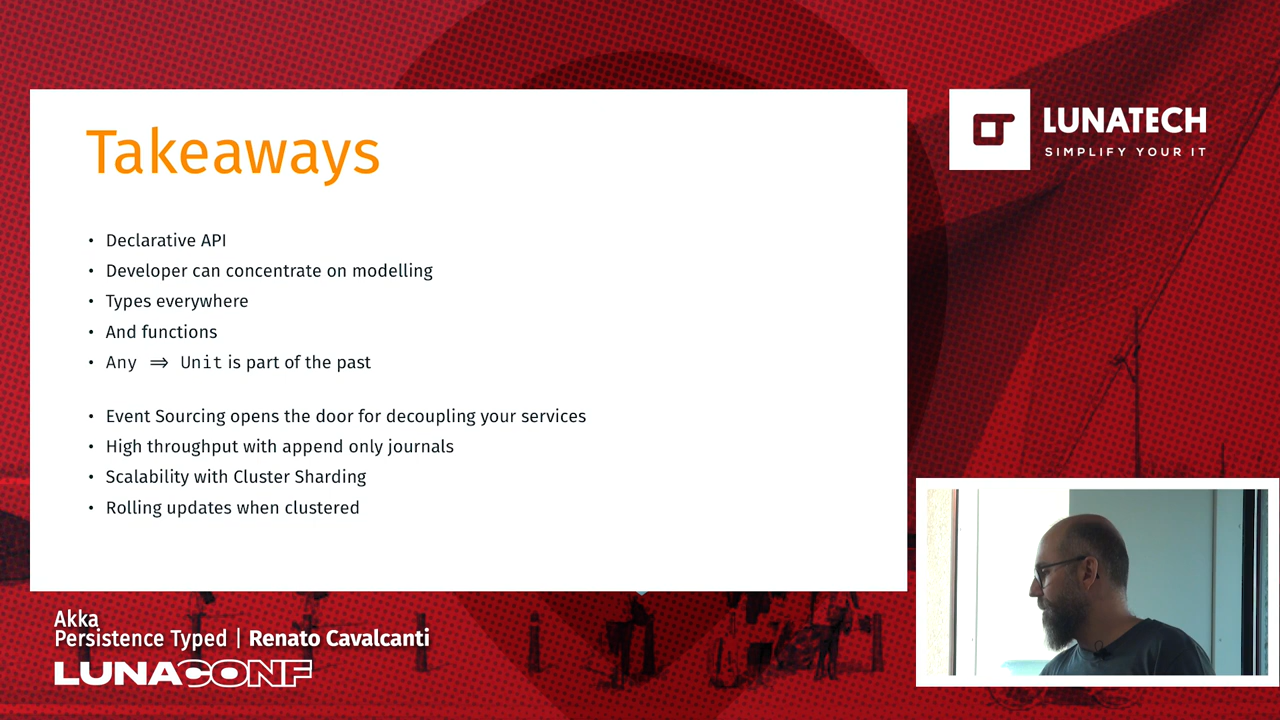 Takeaways
• Declarative API
• Developer can concentrate on modelling
• Types everywhere
• And functions
• Any ⇒ Unit is part of the past
• Event Sourcing opens the door for decoupling your services
• High throughput with append only journals
• Scalability with Cluster Sharding
• Rolling updates when clustered
LUNATECH
SIMPLIFY YOUR IT
Akka
Persistence Typed | Renato Cavalcanti
LUNACONF